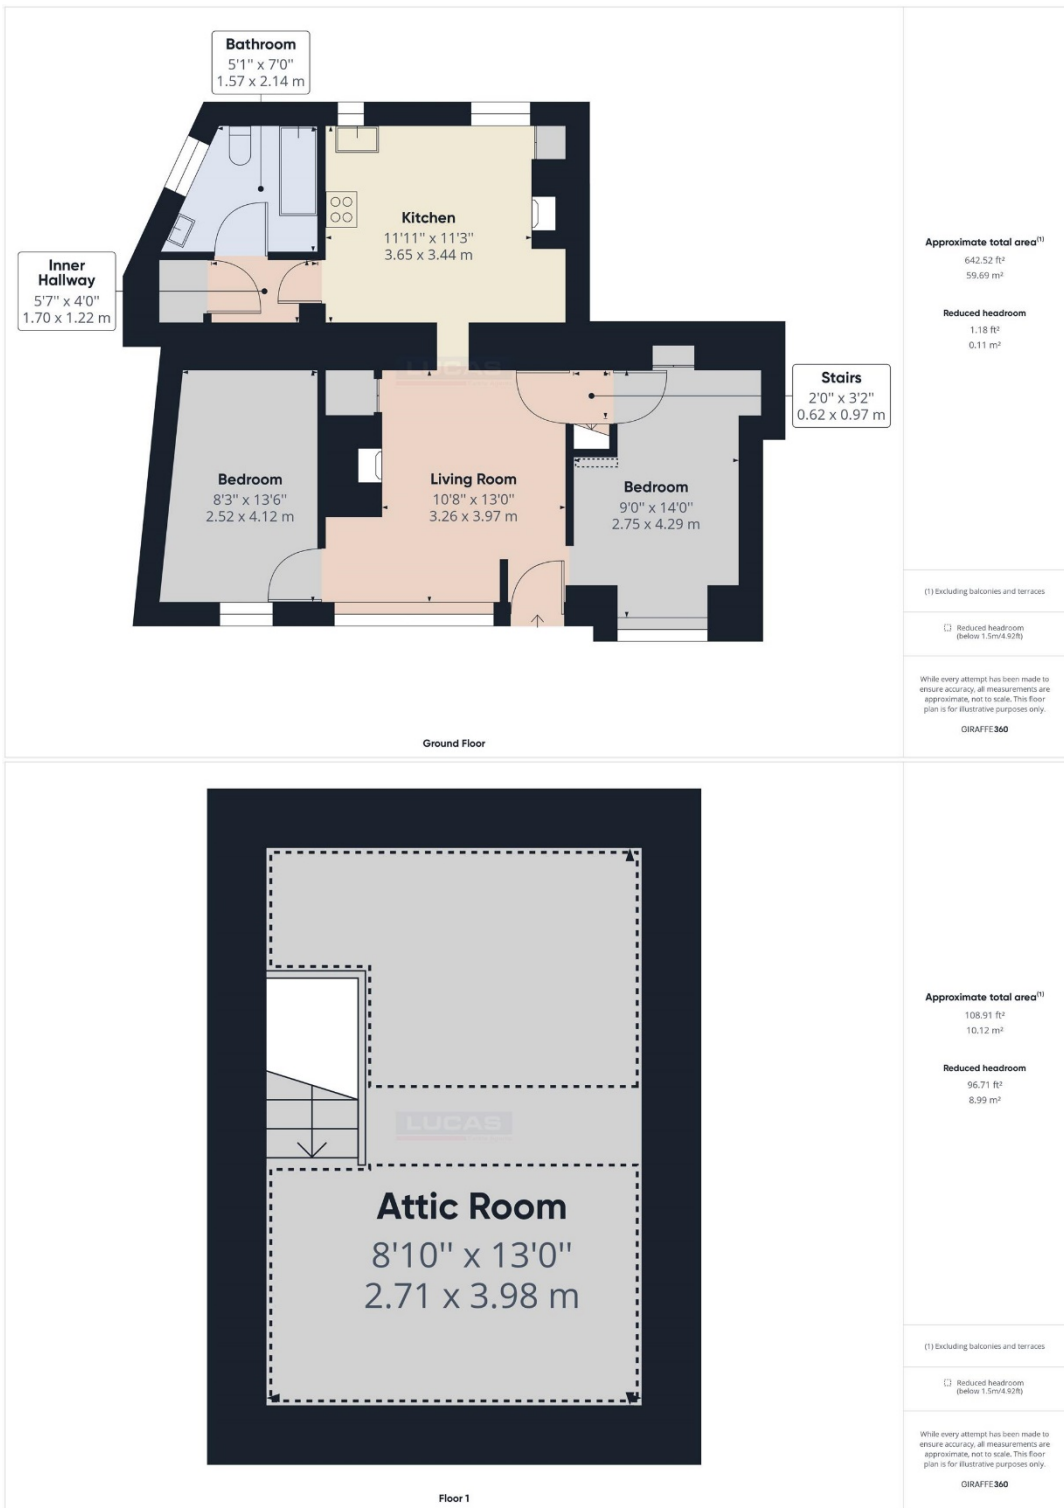 Bathroom
5'1" x 7'0"
1.57 x 2.14 m
Kitchen
11'11" x 11'3"
3.65 x 3.44 m
Inner
Hallway
5'7" x 4'0"
1.70 x 1.22 m
LUCAS
Stairs
2'0" x 3'2"
0.62 x 0.97 m
Bedroom
8'3" x 13'6"
2.52 x 4.12 m
Living Room
10'8" x 13'0"
3.26 x 3.97 m
Bedroom
9'0" x 14'0"
2.75 x 4.29 m
Ground Floor
Approximate total area(1)
642.52 ft²
59.69 m²
Reduced headroom
1.18 ft²
0.11 m²
(1) Excluding balconies and terraces
Reduced headroom
(below 1.5m/4.92ft)
While every attempt has been made to
ensure accuracy, all measurements are
approximate, not to scale. This floor
plan is for illustrative purposes only.
GIRAFFE360
LUCAS
Attic Room
8'10" x 13'0"
2.71 x 3.98 m
Floor 1
Approximate total area(1)
108.91 ft²
10.12 m²
Reduced headroom
96.71 ft²
8.99 m²
(1) Excluding balconies and terraces
Reduced headroom
(below 1.5m/4.92ft)
While every attempt has been made to
ensure accuracy, all measurements are
approximate, not to scale. This floor
plan is for illustrative purposes only.
GIRAFFE360